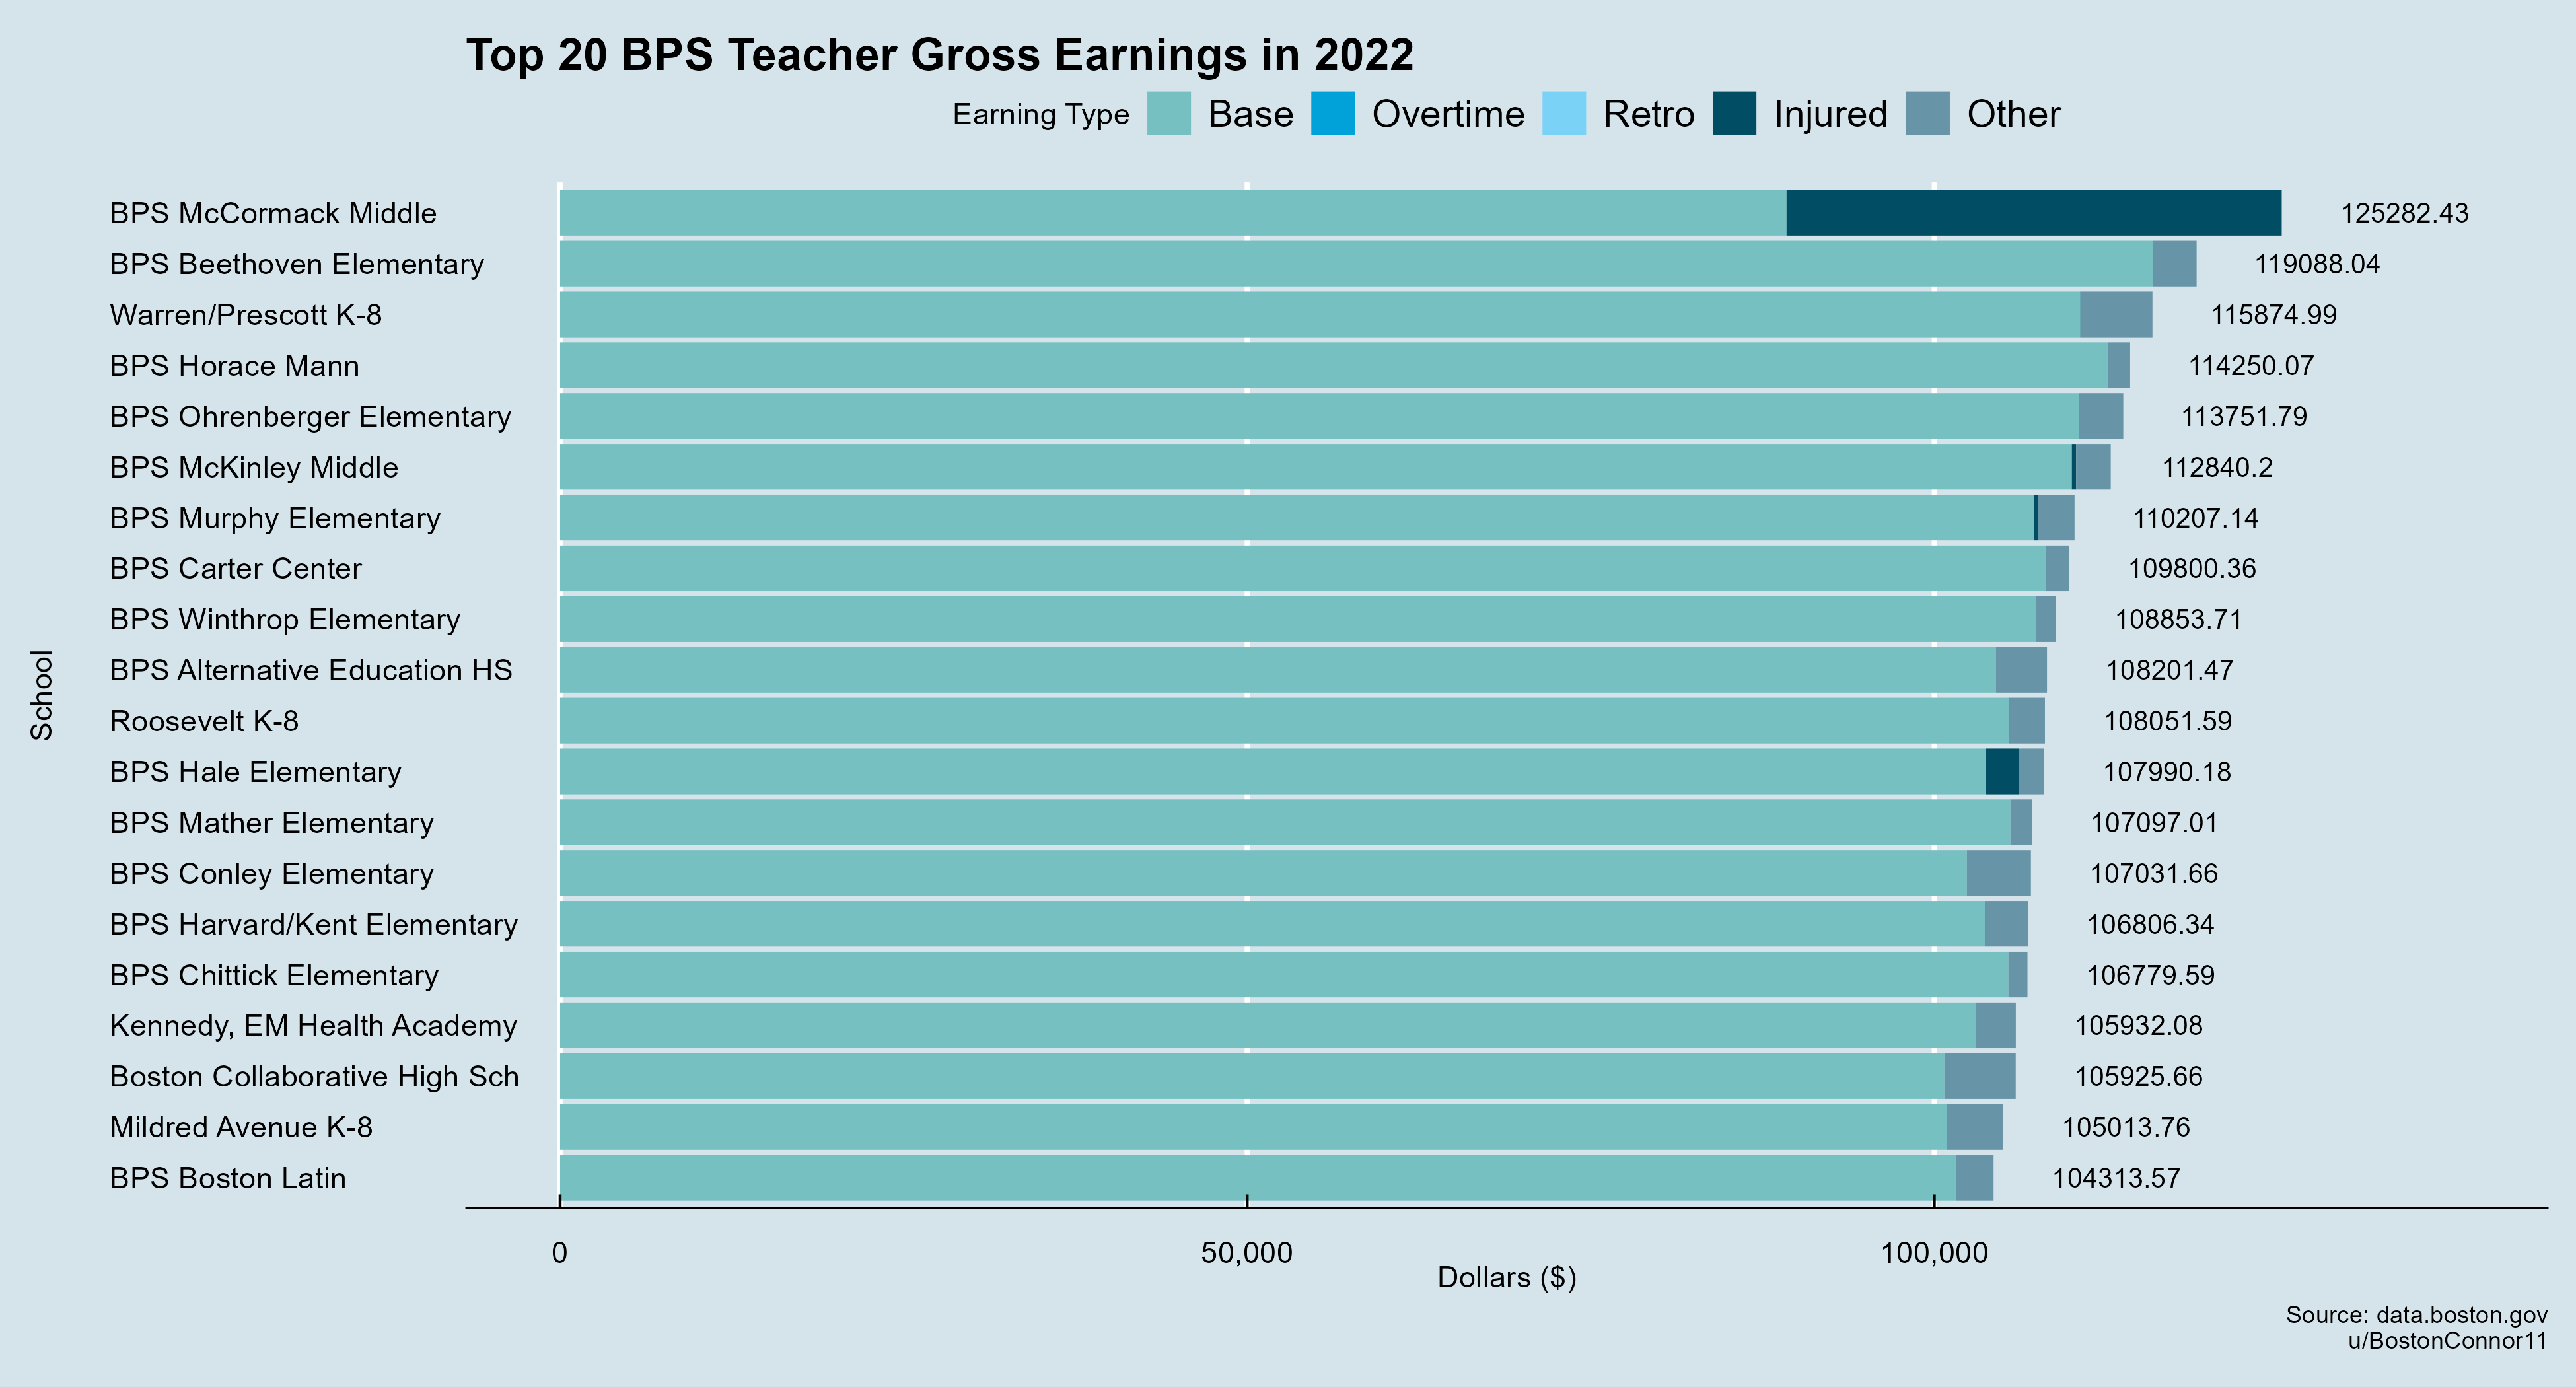 Top 20 BPS Teacher Gross Earnings in 2022
Earning Type Base Overtime Retro Injured Other
School
BPS McCormack Middle 125282.43
BPS Beethoven Elementary 119088.04
Warren/Prescott K-8 115874.99
BPS Horace Mann 114250.07
BPS Ohrenberger Elementary 113751.79
BPS McKinley Middle 112840.2
BPS Murphy Elementary 110207.14
BPS Carter Center 109800.36
BPS Winthrop Elementary 108853.71
BPS Alternative Education HS 108201.47
Roosevelt K-8 108051.59
BPS Hale Elementary 107990.18
BPS Mather Elementary 107097.01
BPS Conley Elementary 107031.66
BPS Harvard/Kent Elementary 106806.34
BPS Chittick Elementary 106779.59
Kennedy, EM Health Academy 105932.08
Boston Collaborative High Sch 105925.66
Mildred Avenue K-8 105013.76
BPS Boston Latin 104313.57
0 50,000 100,000
Dollars ($)
Source: data.boston.gov
u/BostonConnor11